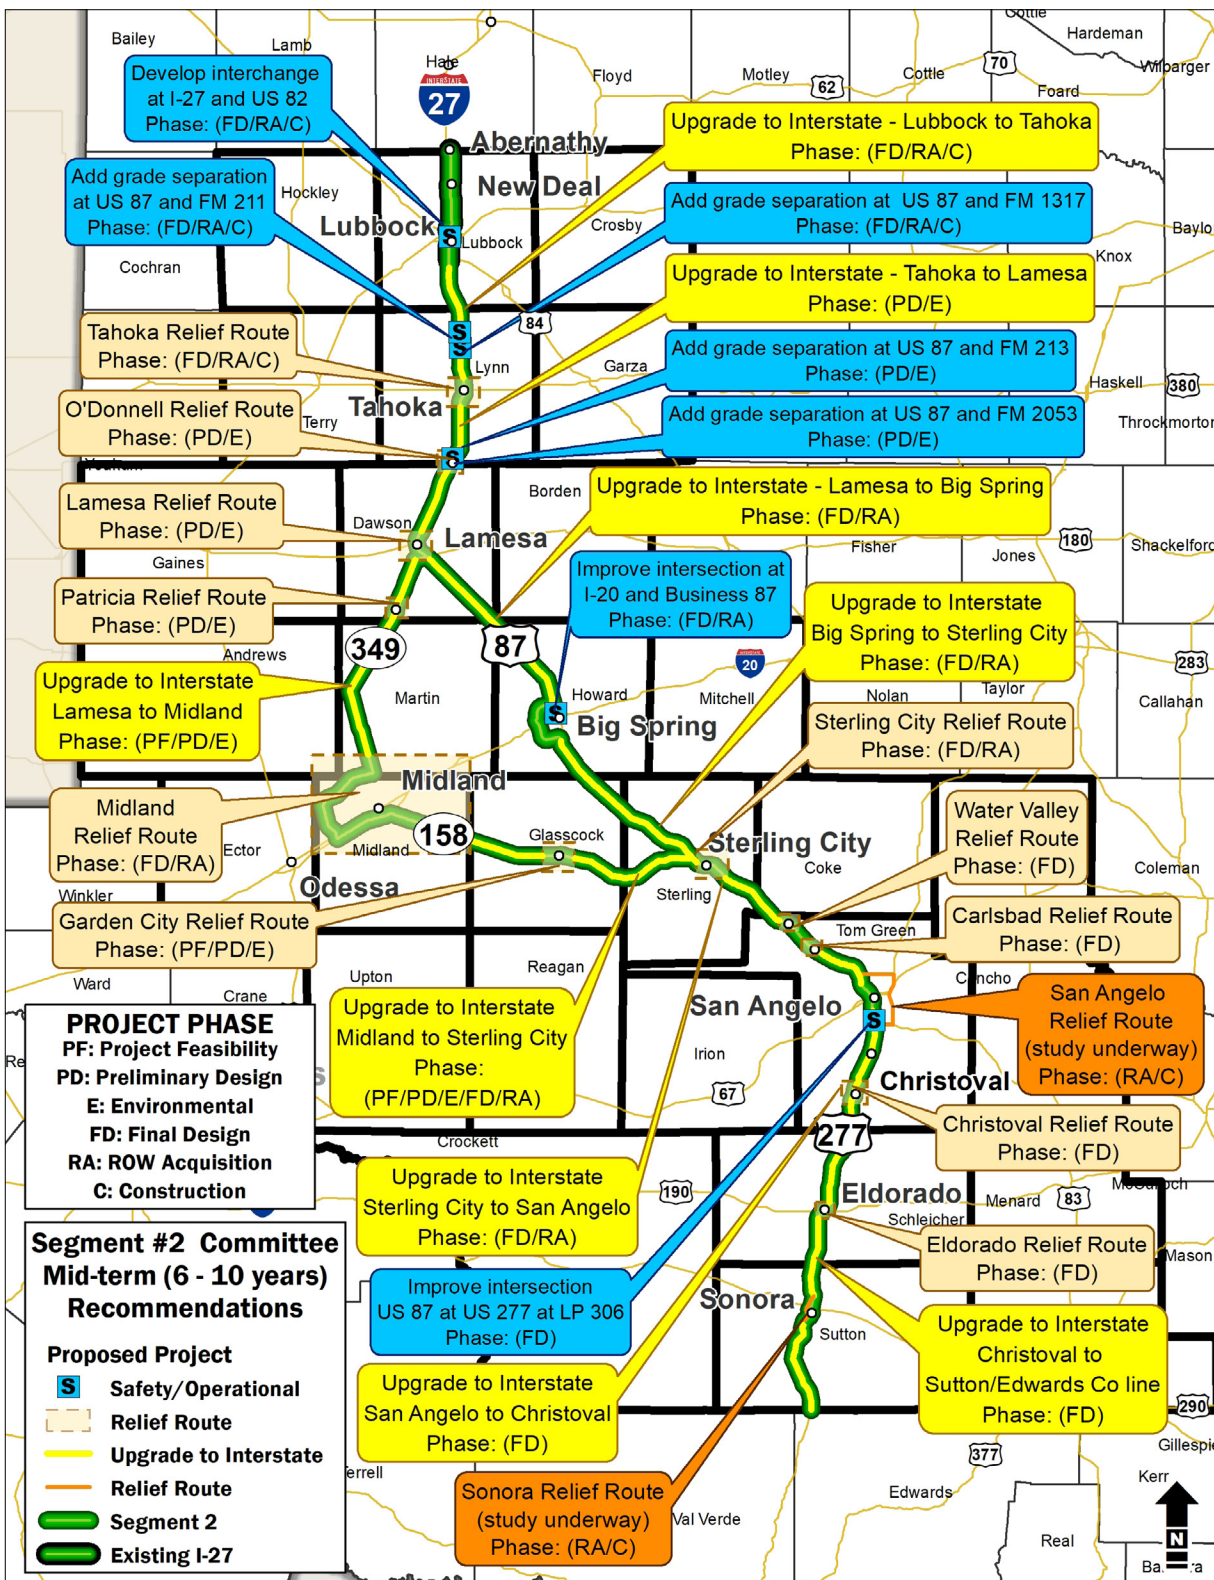 Bailey
Lamb
Hale
Floyd
Motley
62
Cottle
Cottle
70
Hardeman
Foard
Wilbarger
Develop interchange
at I-27 and US 82
Phase: (FD/RA/C)
INTERSTATE
27
Abernathy
New Deal
Upgrade to Interstate - Lubbock to Tahoka
Phase: (FD/RA/C)
Add grade separation
at US 87 and FM 211
Phase: (FD/RA/C)
Hockley
Lubbock
S
Lubbock
Crosby
Add grade separation at US 87 and FM 1317
Phase: (FD/RA/C)
Baylo
Knox
Cochran
Upgrade to Interstate - Tahoka to Lamesa
Phase: (PD/E)
Tahoka Relief Route
Phase: (FD/RA/C)
S
S
84
Lynn
Garza
Add grade separation at US 87 and FM 213
Phase: (PD/E)
Haskell
380
O'Donnell Relief Route
Phase: (PD/E)
Terry
Tahoka
Add grade separation at US 87 and FM 2053
Phase: (PD/E)
Throckmorton
S
Yoakum
Lamesa Relief Route
Phase: (PD/E)
Dawson
Lamesa
Borden
Upgrade to Interstate - Lamesa to Big Spring
Phase: (FD/RA)
Gaines
Fisher
Jones
180
Shackelford
Patricia Relief Route
Phase: (PD/E)
Improve intersection at
I-20 and Business 87
Phase: (FD/RA)
Upgrade to Interstate
Big Spring to Sterling City
Phase: (FD/RA)
349
87
Andrews
20
283
Upgrade to Interstate
Lamesa to Midland
Phase: (PF/PD/E)
Martin
Howard
Mitchell
Nolan
Taylor
Callahan
S
Big Spring
Sterling City Relief Route
Phase: (FD/RA)
Midland
Midland
Relief Route
Phase: (FD/RA)
Ector
Midland
158
Glasscock
Sterling City
Coke
Water Valley
Relief Route
Phase: (FD)
Coleman
Odessa
Winkler
Sterling
Garden City Relief Route
Phase: (PF/PD/E)
Tom Green
Carlsbad Relief Route
Phase: (FD)
Ward
Crane
Upton
Reagan
Concho
San Angelo
S
San Angelo
Relief Route
(study underway)
Phase: (RA/C)
Upgrade to Interstate
Midland to Sterling City
Phase:
(PF/PD/E/FD/RA)
Irion
67
Christoval
PROJECT PHASE
PF: Project Feasibility
PD: Preliminary Design
E: Environmental
FD: Final Design
RA: ROW Acquisition
C: Construction
Christoval Relief Route
Phase: (FD)
277
Crockett
Upgrade to Interstate
Sterling City to San Angelo
Phase: (FD/RA)
190
Eldorado
Schleicher
Menard
83
McCulloch
Eldorado Relief Route
Phase: (FD)
Mason
Improve intersection
US 87 at US 277 at LP 306
Phase: (FD)
Sonora
Sutton
Upgrade to Interstate
Christoval to
Sutton/Edwards Co line
Phase: (FD)
Upgrade to Interstate
San Angelo to Christoval
Phase: (FD)
290
Gillespie
377
Kerr
Edwards
Real
Sonora Relief Route
(study underway)
Phase: (RA/C)
Val Verde
Segment #2 Committee
Mid-term (6 - 10 years)
Recommendations
Proposed Project
S Safety/Operational
Relief Route
Upgrade to Interstate
Relief Route
Segment 2
Existing I-27
N